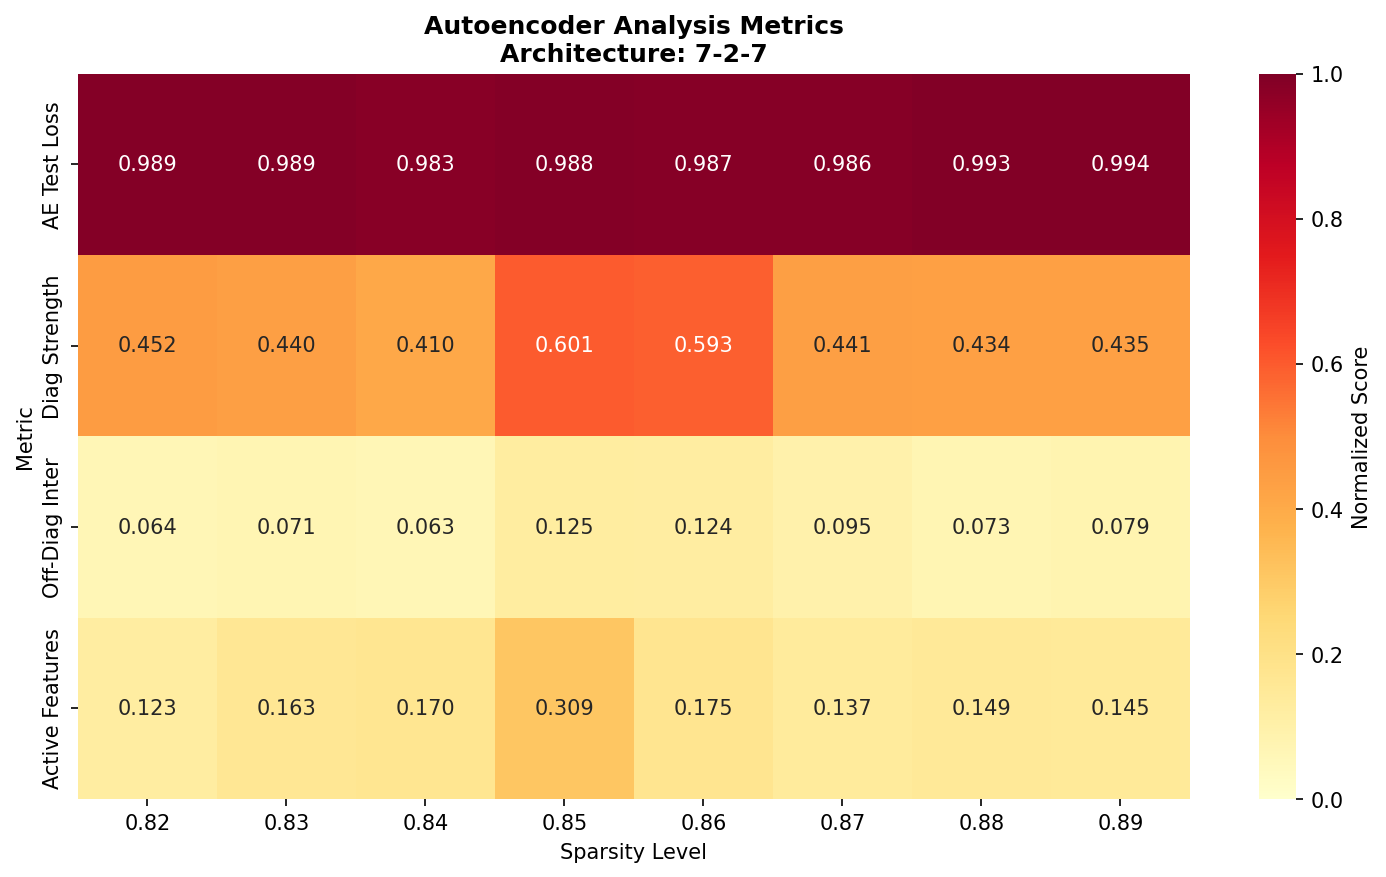 Autoencoder Analysis Metrics
Architecture: 7-2-7
Metric
AE Test Loss
0.989 0.989 0.983 0.988 0.987 0.986 0.993 0.994
Diag Strength
0.452 0.440 0.410 0.601 0.593 0.441 0.434 0.435
Off-Diag Inter
0.064 0.071 0.063 0.125 0.124 0.095 0.073 0.079
Active Features
0.123 0.163 0.170 0.309 0.175 0.137 0.149 0.145
0.82 0.83 0.84 0.85 0.86 0.87 0.88 0.89
Sparsity Level
1.0
0.8
0.6
0.4
0.2
0.0
Normalized Score